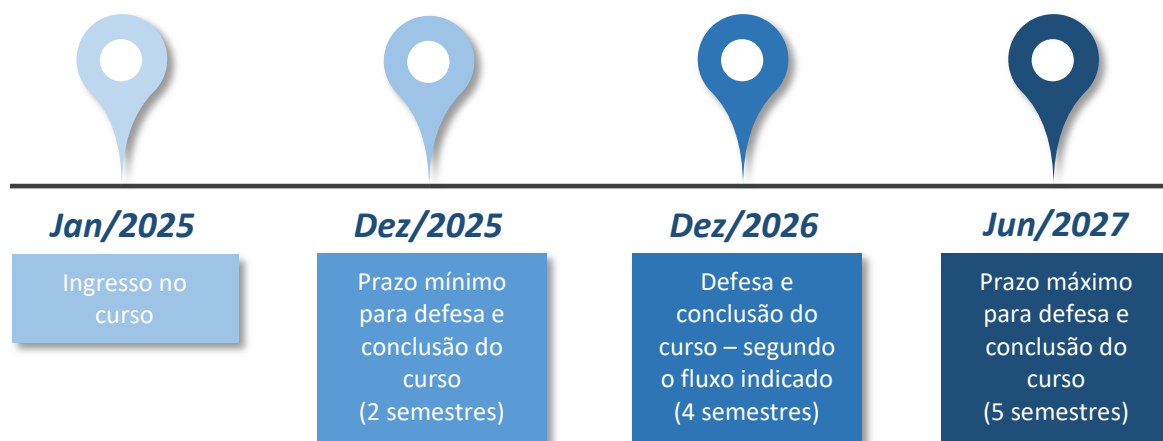 Jan/2025
Ingresso no
curso
Dez/2025
Prazo mínimo
para defesa e
conclusão do
curso
(2 semestres)
Dez/2026
Defesa e
conclusão do
curso – segundo
o fluxo indicado
(4 semestres)
Jun/2027
Prazo máximo
para defesa e
conclusão do
curso
(5 semestres)